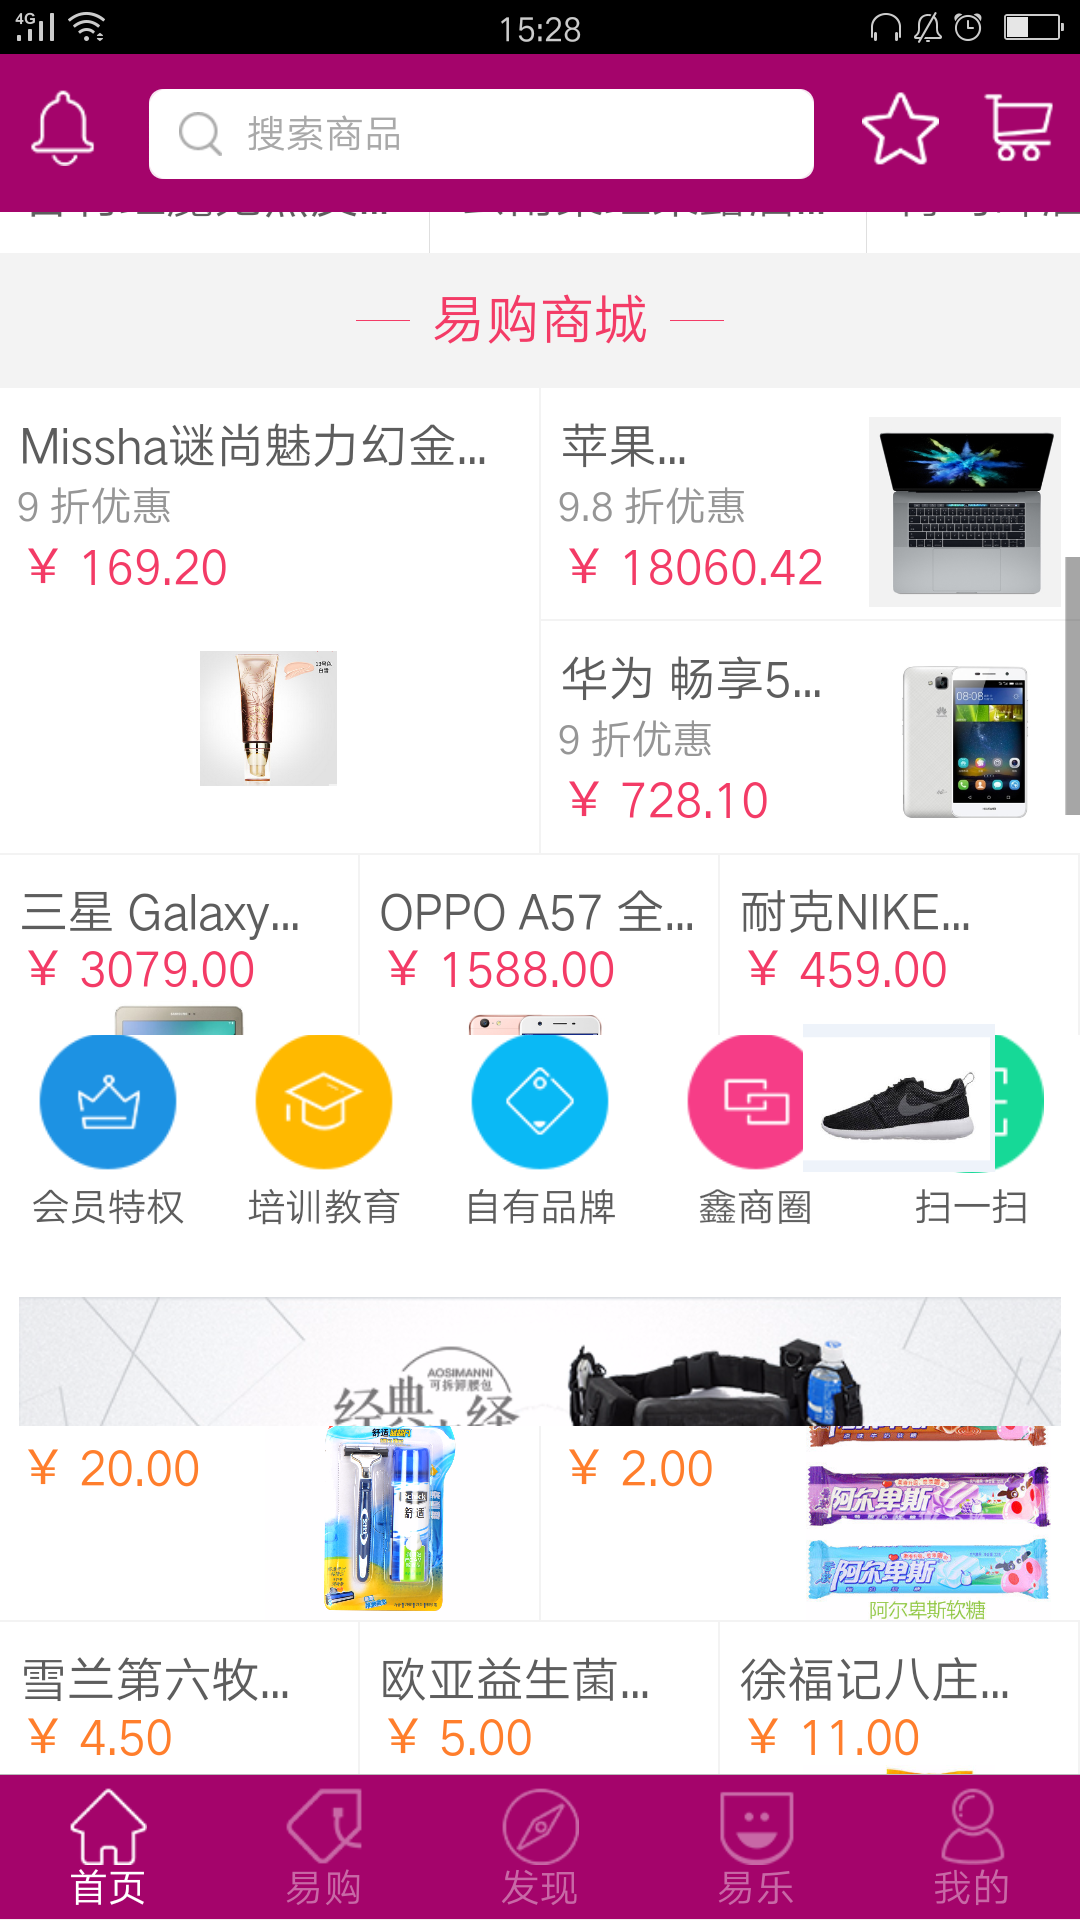 4G
15:28
搜索商品
易购商城
Missha谜尚魅力幻金...
9 折优惠
¥ 169.20
苹果...
9.8 折优惠
¥ 18060.42
华为 畅享5...
9 折优惠
¥ 728.10
三星 Galaxy...
¥ 3079.00
OPPO A57 全...
¥ 1588.00
耐克NIKE...
¥ 459.00
会员特权
培训教育
自有品牌
鑫商圈
扫一扫
AOSIMANNI
可拆卸腰包
经典
¥ 20.00
舒适
¥ 2.00
阿尔卑斯
阿尔卑斯
阿尔卑斯软糖
雪兰第六牧...
¥ 4.50
欧亚益生菌...
¥ 5.00
徐福记八庄...
¥ 11.00
首页
易购
发现
易乐
我的